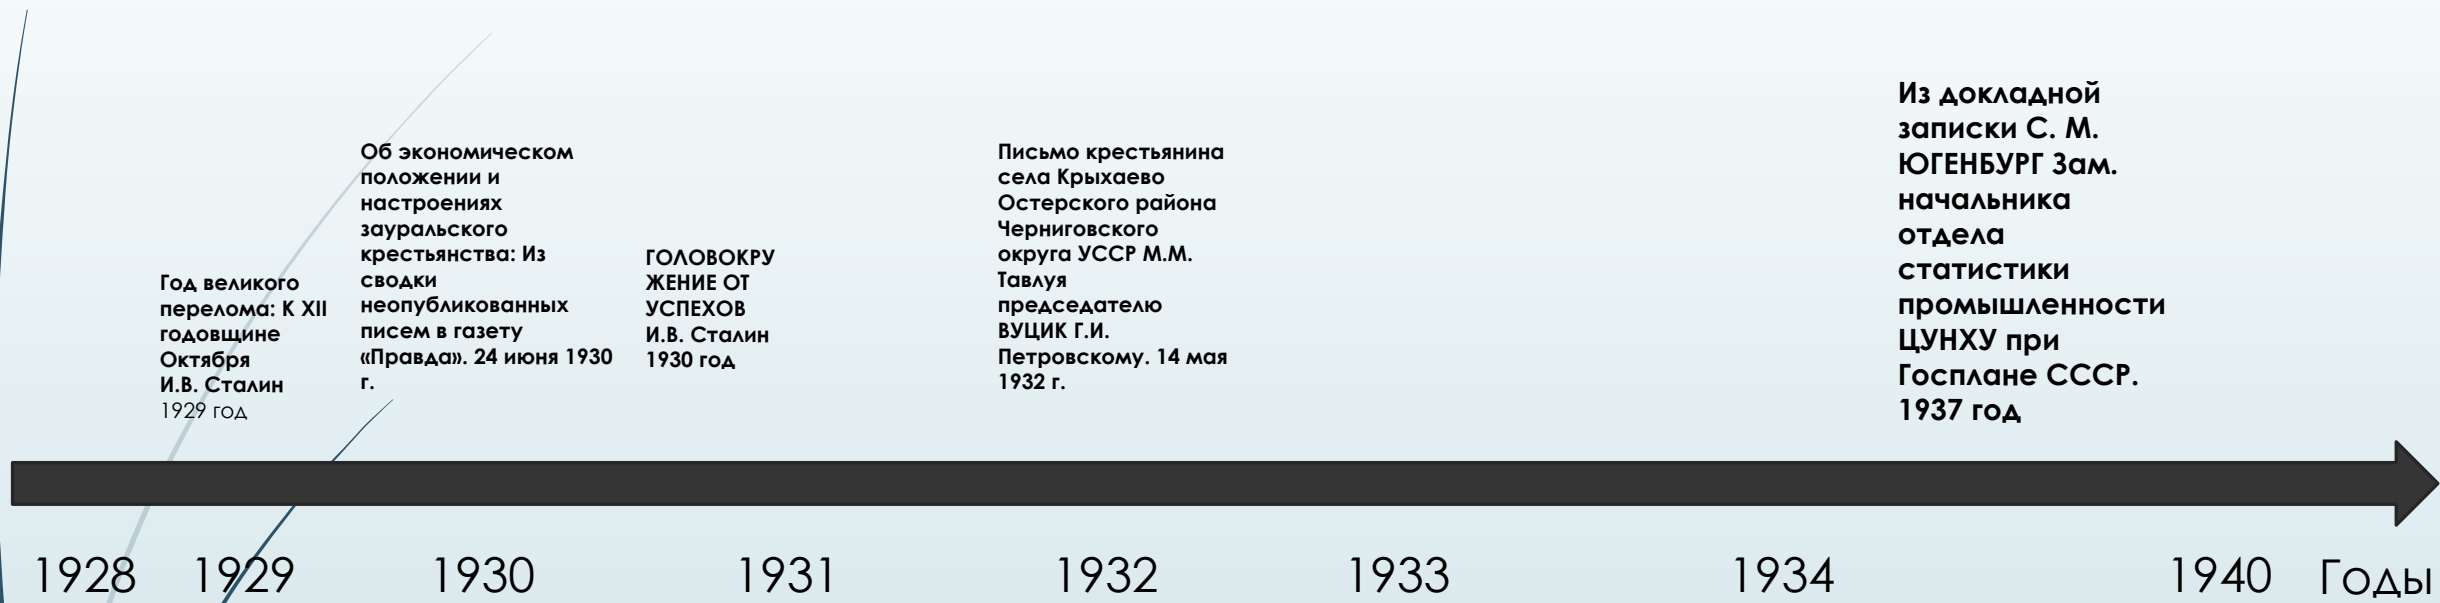 Год великого
перелома: К XII
годовщине
Октября
И.В. Сталин
1929 год
Об экономическом
положении и
настроениях
зауральского
крестьянства: Из
сводки
неопубликованных
писем в газету
«Правда». 24 июня 1930
г.
ГОЛОВОКРУ
ЖЕНИЕ ОТ
УСПЕХОВ
И.В. Сталин
1930 год
Письмо крестьянина
села Крыхаево
Остерского района
Черниговского
округа УССР М.М.
Тавлуя
председателю
ВУЦИК Г.И.
Петровскому. 14 мая
1932 г.
Из докладной
записки С. М.
ЮГЕНБУРГ Зам.
начальника
отдела
статистики
промышленности
ЦУНХУ при
Госплане СССР.
1937 год
1928 1929 1930 1931 1932 1933 1934 1940 Годы